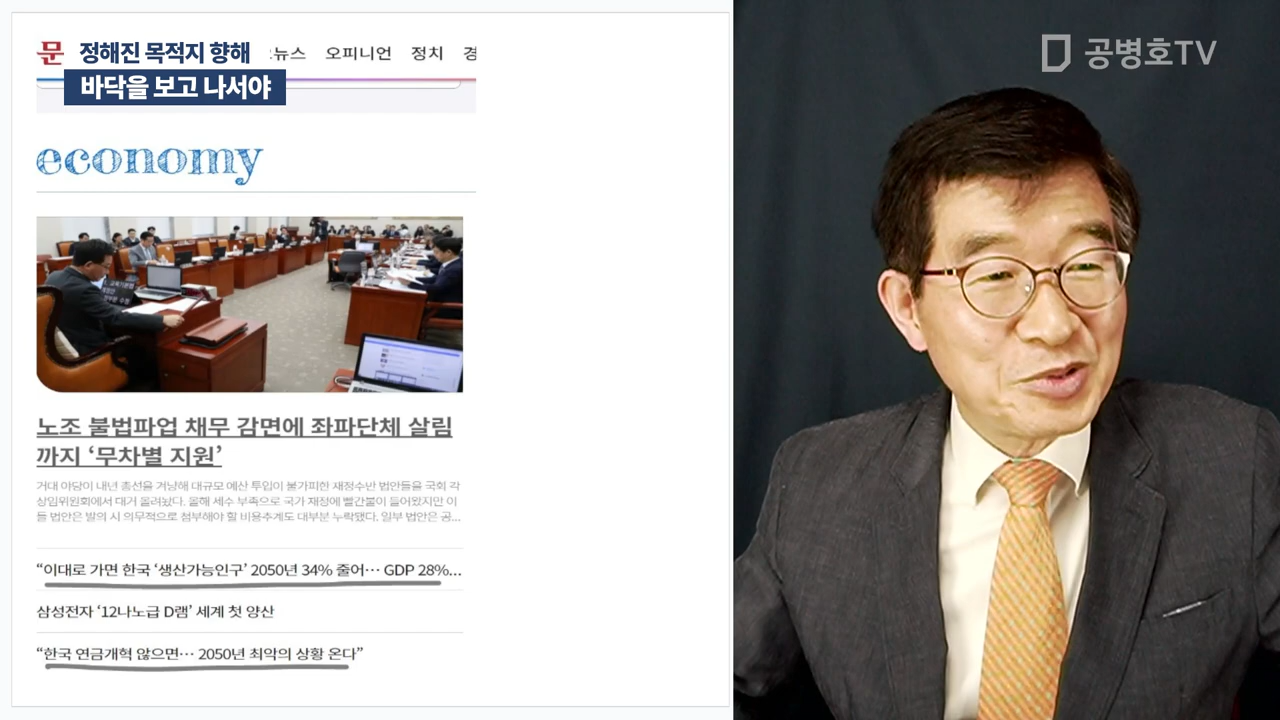 문
정해진 목적지 향해
뉴스 오피니언 정치
바닥을 보고 나서야
공병호TV
economy
노조 불법파업 채무 감면에 좌파단체 살림
까지 ‘무차별 지원’
거대 야당이 내년 총선을 겨냥해 대규모 예산 투입이 불가피한 재정수반 법안들을 국회 각
상임위원회에서 대거 올려놨다. 올해 세수 부족으로 국가 재정에 빨간불이 들어왔지만 이
들 법안은 발의 시 의무적으로 첨부해야 할 비용추계도 대부분 누락됐다. 일부 법안은 공...
“이대로 가면 한국 ‘생산가능인구’ 2050년 34% 줄어… GDP 28%...
삼성전자 ‘12나노급 D램’ 세계 첫 양산
“한국 연금개혁 않으면… 2050년 최악의 상황 온다”